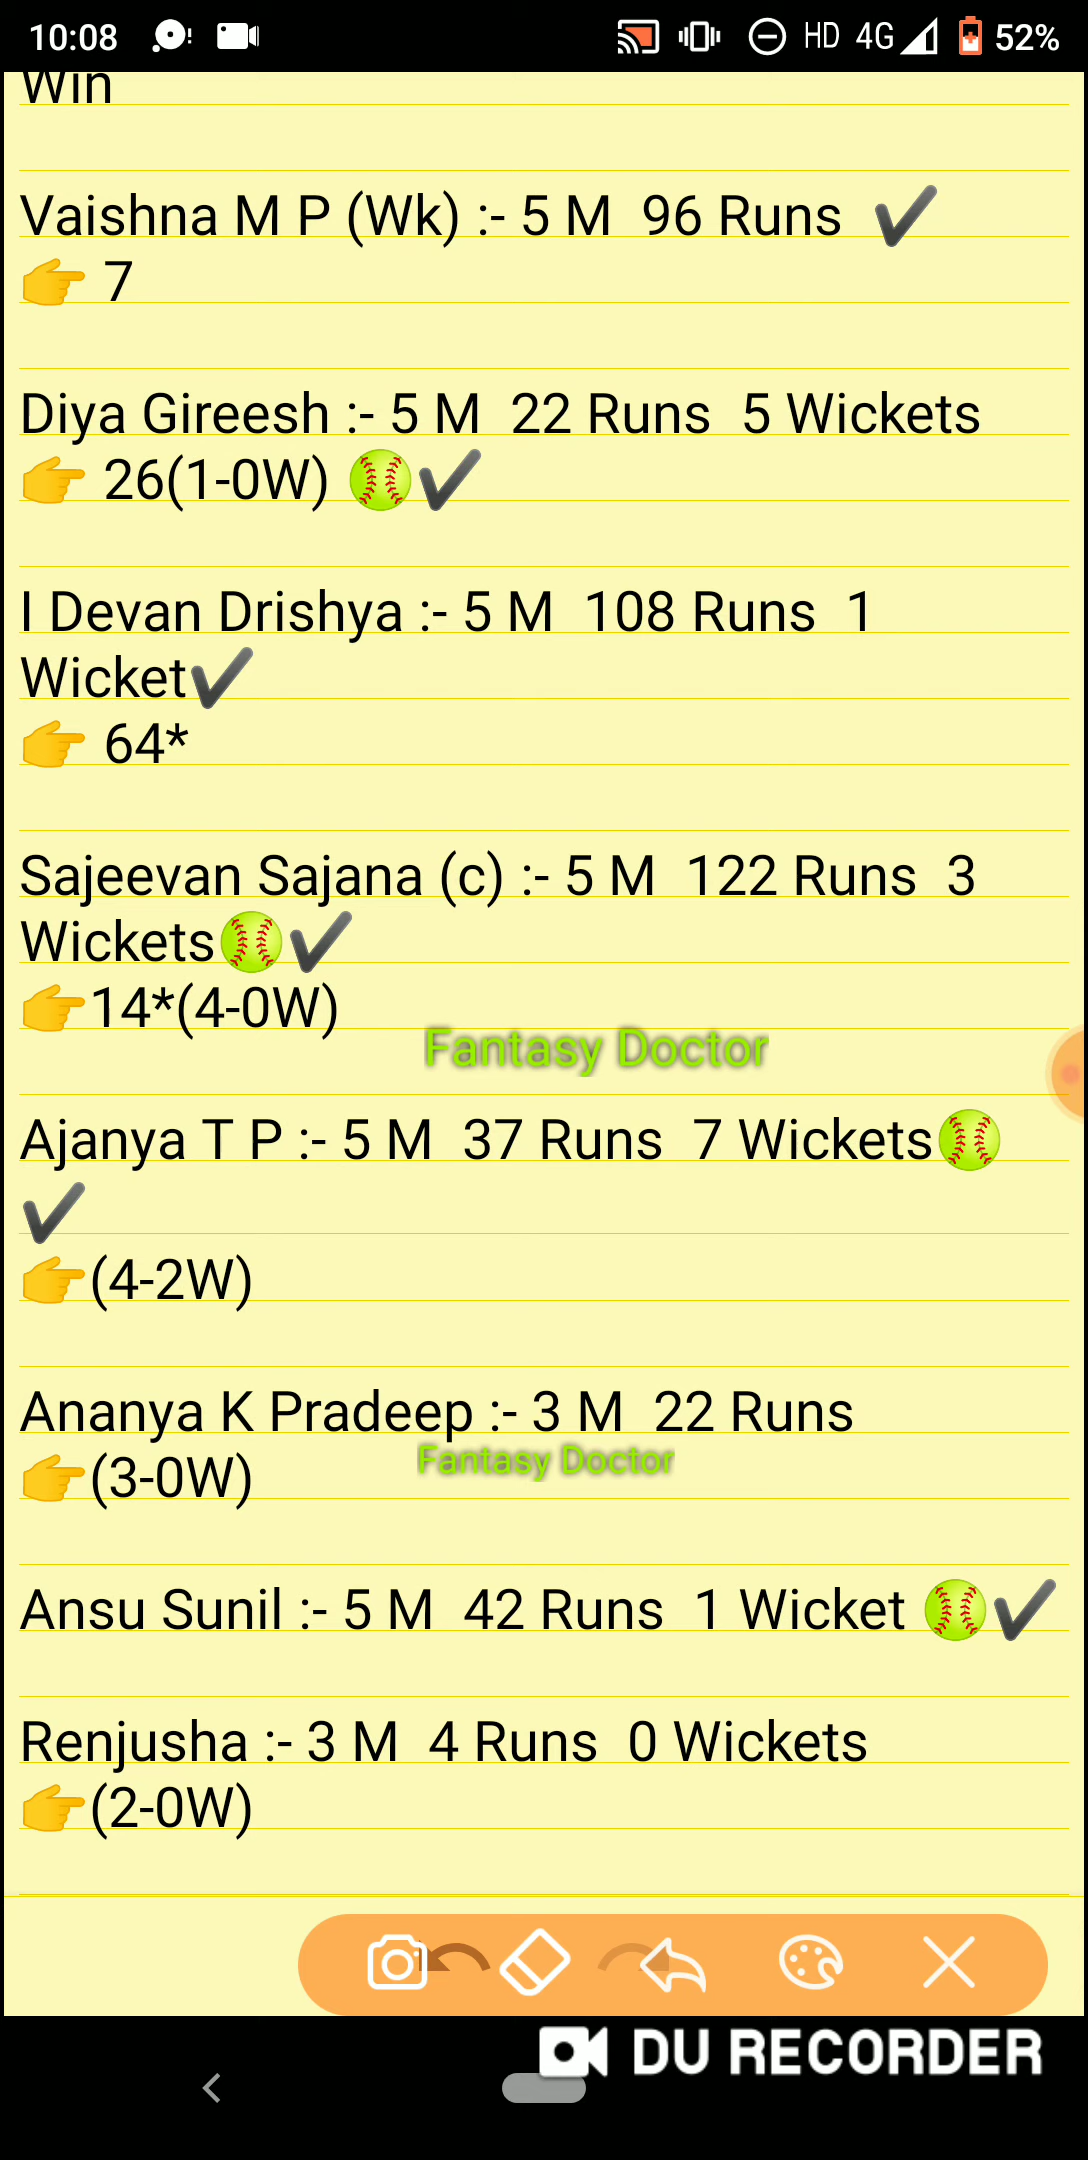 10:08 HD 4G 52%
Win
Vaishna M P (Wk) :- 5 M 96 Runs ✔
👉 7
Diya Gireesh :- 5 M 22 Runs 5 Wickets
👉 26(1-0W) 🥎✔
I Devan Drishya :- 5 M 108 Runs 1
Wicket✔
👉 64*
Sajeevan Sajana (c) :- 5 M 122 Runs 3
Wickets🥎✔
👉14*(4-0W)
Fantasy Doctor
Ajanya T P :- 5 M 37 Runs 7 Wickets🥎
✔
👉(4-2W)
Ananya K Pradeep :- 3 M 22 Runs
Fantasy Doctor
👉(3-0W)
Ansu Sunil :- 5 M 42 Runs 1 Wicket 🥎✔
Renjusha :- 3 M 4 Runs 0 Wickets
👉(2-0W)
DU RECORDER